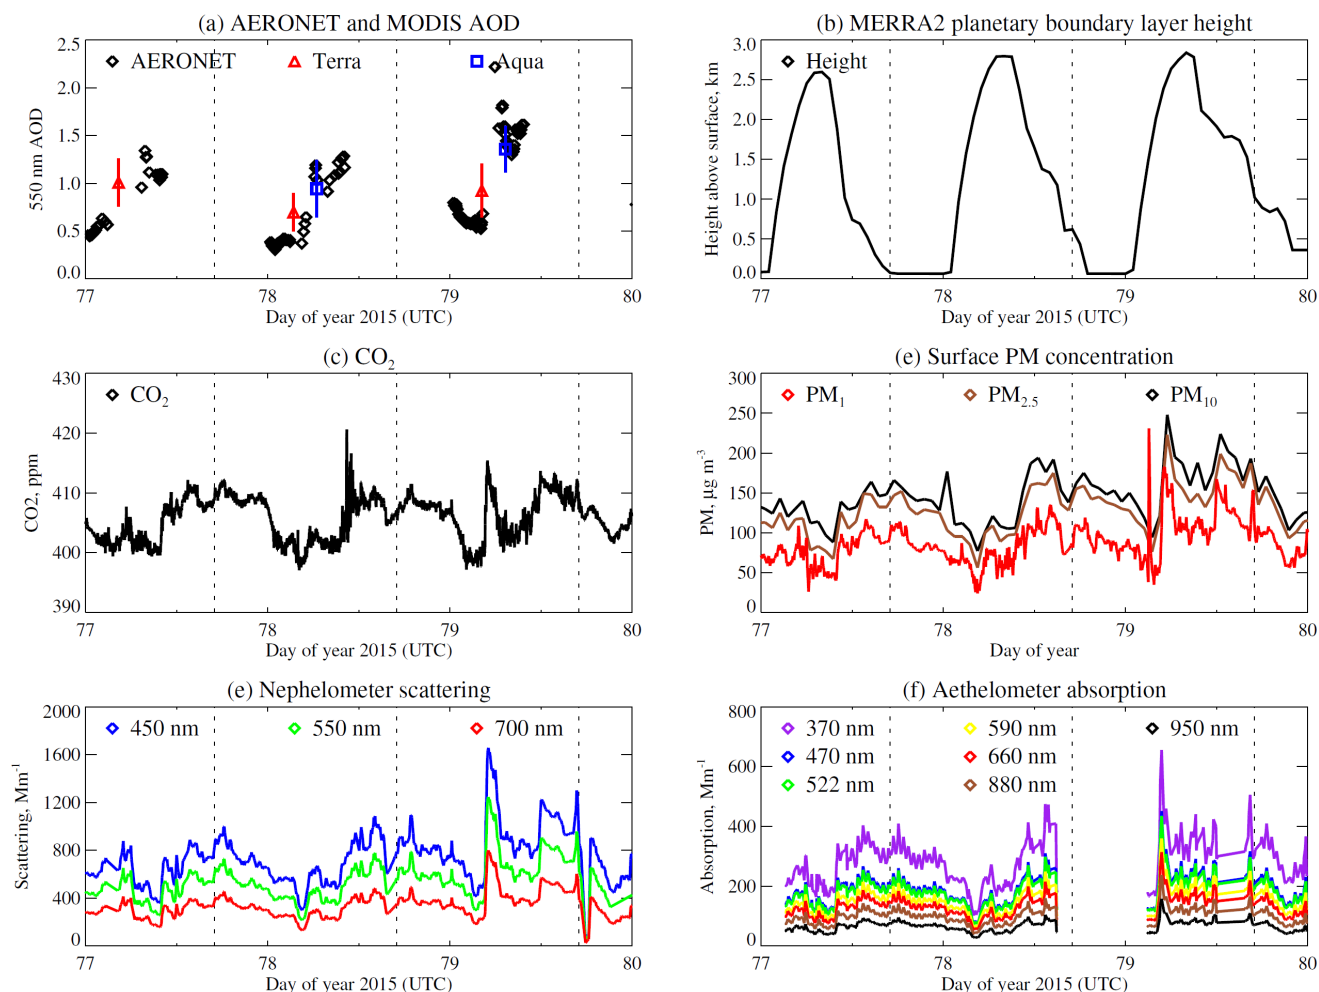 (a) AERONET and MODIS AOD
2.5
2.0
1.5
1.0
0.5
0.0
550 nm AOD
AERONET
Terra
Aqua
77
78
79
80
Day of year 2015 (UTC)
(b) MERRA2 planetary boundary layer height
3.0
2.5
2.0
1.5
1.0
0.5
0.0
Height above surface, km
Height
77
78
79
80
Day of year 2015 (UTC)
(c) CO₂
430
420
410
400
390
CO2, ppm
CO₂
77
78
79
80
Day of year 2015 (UTC)
(e) Surface PM concentration
300
250
200
150
100
50
0
PM, μg m⁻³
PM₁
PM₂.₅
PM₁₀
77
78
79
80
Day of year
(e) Nephelometer scattering
2000
1600
1200
800
400
0
Scattering, Mm⁻¹
450 nm
550 nm
700 nm
77
78
79
80
Day of year 2015 (UTC)
(f) Aethelometer absorption
800
600
400
200
0
Absorption, Mm⁻¹
370 nm
470 nm
522 nm
590 nm
660 nm
880 nm
950 nm
77
78
79
80
Day of year 2015 (UTC)